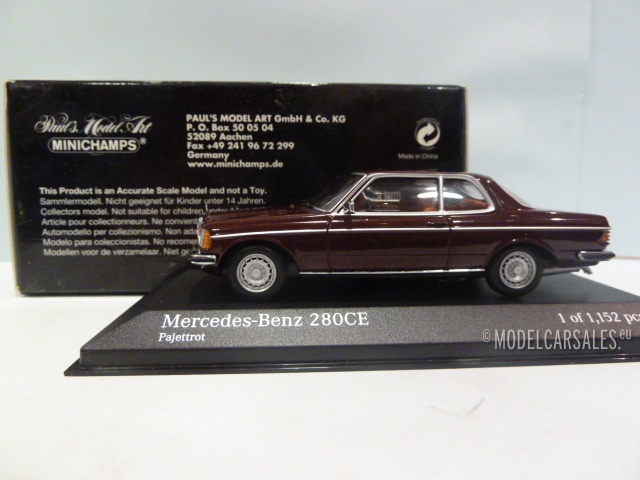 Paul's Model Art
MINICHAMPS®
PAUL'S MODEL ART GmbH & Co. KG
P. O. Box 50 05 04
52089 Aachen
Fax +49 241 96 72 299
Germany
www.minichamps.de
Made in China
This Product is an Accurate Scale Model and not a Toy.
Sammlermodell. Nicht geeignet für Kinder unter 14 Jahren.
Collectors model. Not suitable for children under
Article pour collectionneurs. Ne convient
Automodello per collezionismo. Non adatto
Modelo para coleccionistas. No recomen
Modellen voor de verzamelaar. Niet ge
Mercedes-Benz 280CE
Pajettrot
1 of 1,152 pcs
© MODELCARSALES.eu